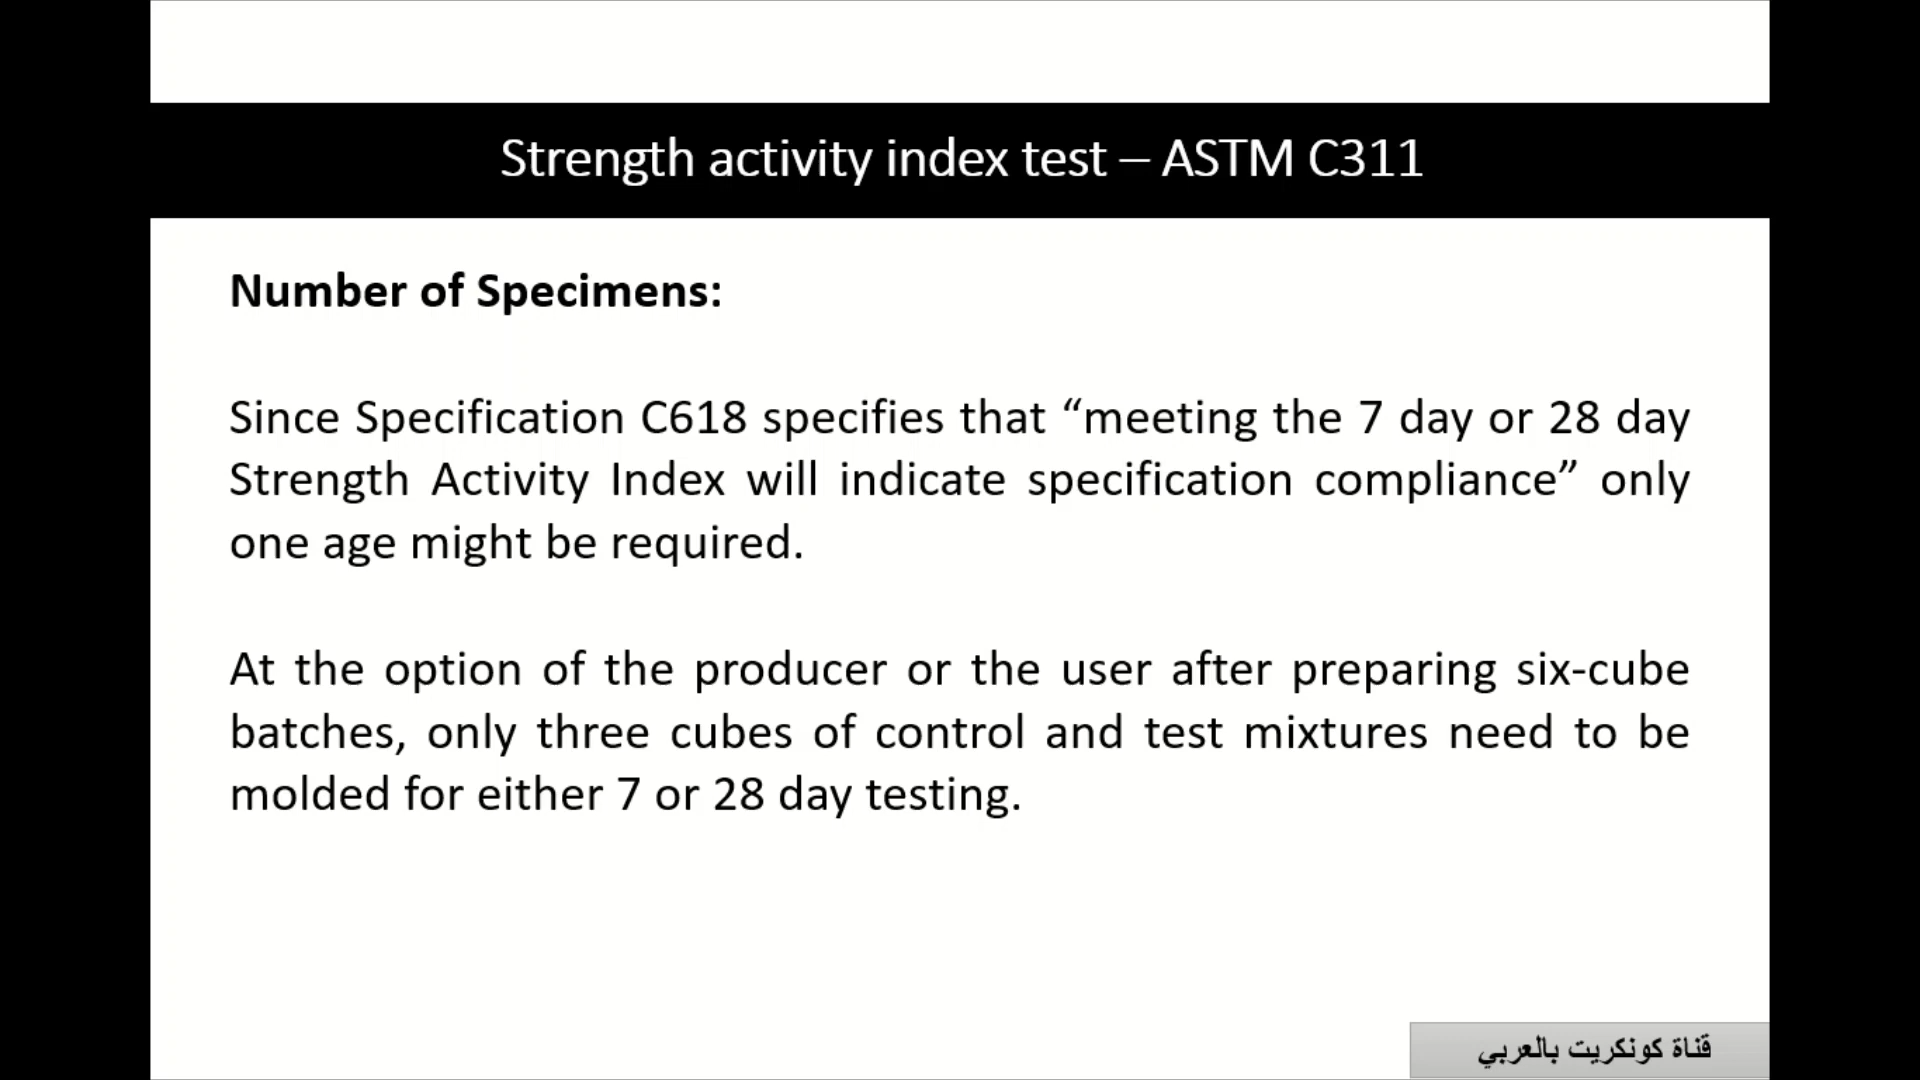 Strength activity index test – ASTM C311
Number of Specimens:
Since Specification C618 specifies that “meeting the 7 day or 28 day
Strength Activity Index will indicate specification compliance” only
one age might be required.
At the option of the producer or the user after preparing six-cube
batches, only three cubes of control and test mixtures need to be
molded for either 7 or 28 day testing.
قناة كونكريت بالعربي